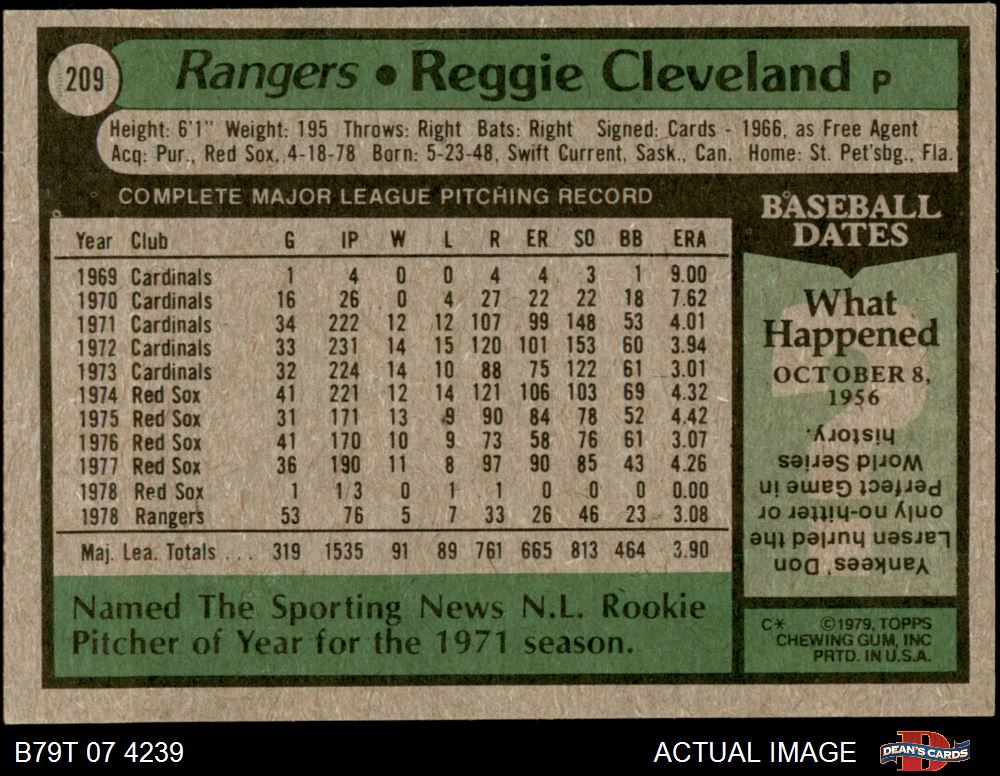 209
Rangers • Reggie Cleveland P
Height: 6'1" Weight: 195 Throws: Right Bats: Right Signed: Cards - 1966, as Free Agent
Acq: Pur., Red Sox, 4-18-78 Born: 5-23-48, Swift Current, Sask., Can. Home: St. Pet'sbg., Fla.
COMPLETE MAJOR LEAGUE PITCHING RECORD
Year Club G IP W L R ER SO BB ERA
1969 Cardinals 1 4 0 0 4 4 3 1 9.00
1970 Cardinals 16 26 0 4 27 22 22 18 7.62
1971 Cardinals 34 222 12 12 107 99 148 53 4.01
1972 Cardinals 33 231 14 15 120 101 153 60 3.94
1973 Cardinals 32 224 14 10 88 75 122 61 3.01
1974 Red Sox 41 221 12 14 121 106 103 69 4.32
1975 Red Sox 31 171 13 9 90 84 78 52 4.42
1976 Red Sox 41 170 10 9 73 58 76 61 3.07
1977 Red Sox 36 190 11 8 97 90 85 43 4.26
1978 Red Sox 1 1/3 0 1 1 0 0 0 0.00
1978 Rangers 53 76 5 7 33 26 46 23 3.08
Maj. Lea. Totals ... 319 1535 91 89 761 665 813 464 3.90
Named The Sporting News N.L. Rookie
Pitcher of Year for the 1971 season.
BASEBALL
DATES
What
Happened
OCTOBER 8,
1956
Yankees' Don
Larsen hurled the
only no-hitter or
Perfect Game in
World Series
history.
C* ©1979, TOPPS
CHEWING GUM, INC
PRTD. IN U.S.A.
B79T 07 4239
ACTUAL IMAGE
D
DEAN'S CARDS